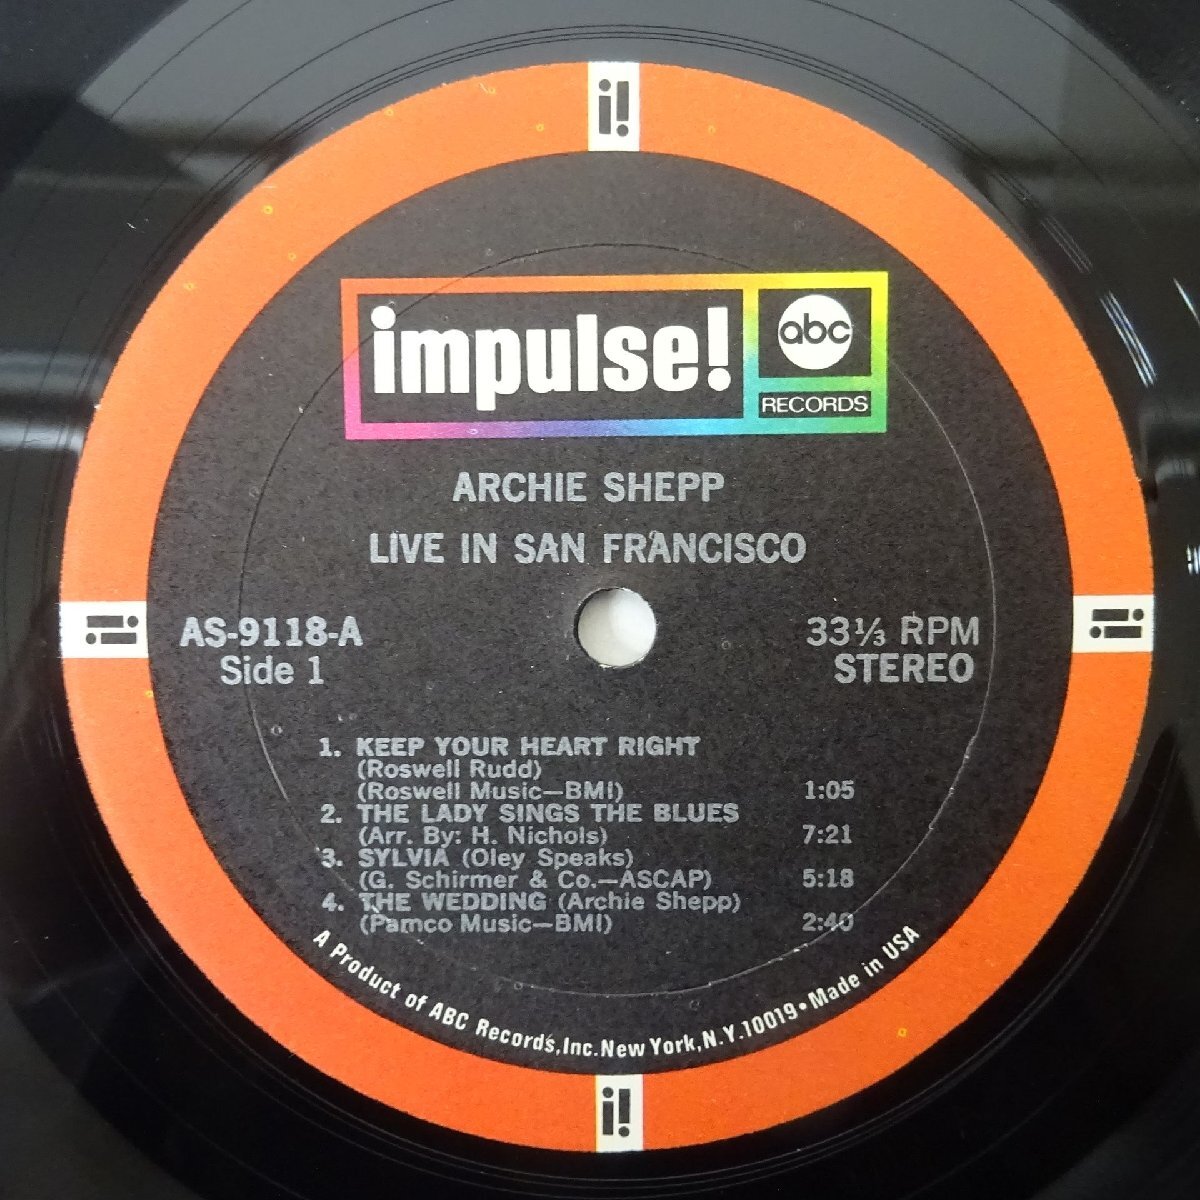 i!
impulse!
abc
RECORDS
ARCHIE SHEPP
LIVE IN SAN FRANCISCO
i!
AS-9118-A
Side 1
33⅓ RPM
STEREO
i!
1. KEEP YOUR HEART RIGHT
(Roswell Rudd)
(Roswell Music—BMI) 1:05
2. THE LADY SINGS THE BLUES
(Arr. By: H. Nichols) 7:21
3. SYLVIA (Oley Speaks)
(G. Schirmer & Co.—ASCAP) 5:18
4. THE WEDDING (Archie Shepp)
(Pamco Music—BMI) 2:40
A Product of ABC Records, Inc. New York, N.Y. 10019 • Made in USA
i!